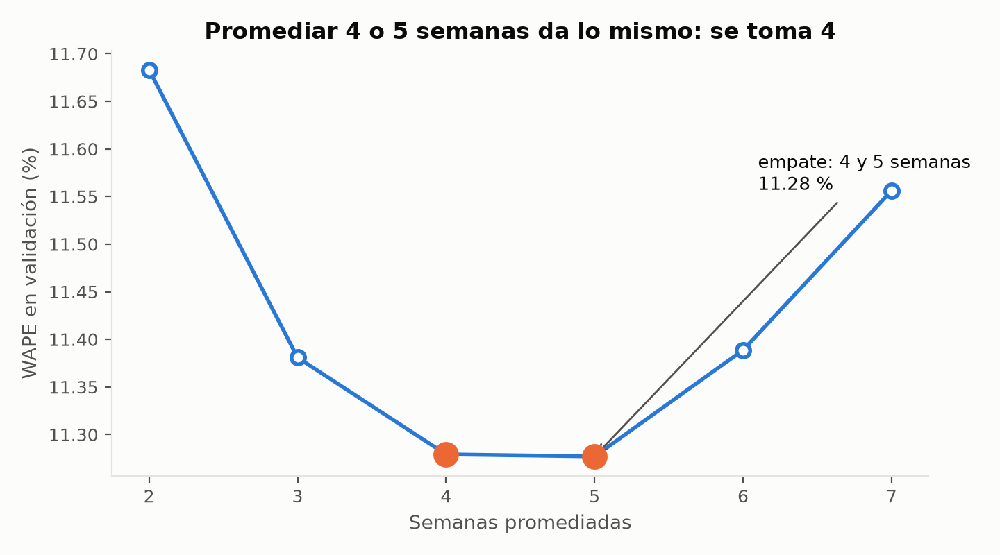 Promediar 4 o 5 semanas da lo mismo: se toma 4
11.70
11.65
11.60
11.55
11.50
11.45
11.40
11.35
11.30
WAPE en validación (%)
empate: 4 y 5 semanas
11.28 %
2 3 4 5 6 7
Semanas promediadas